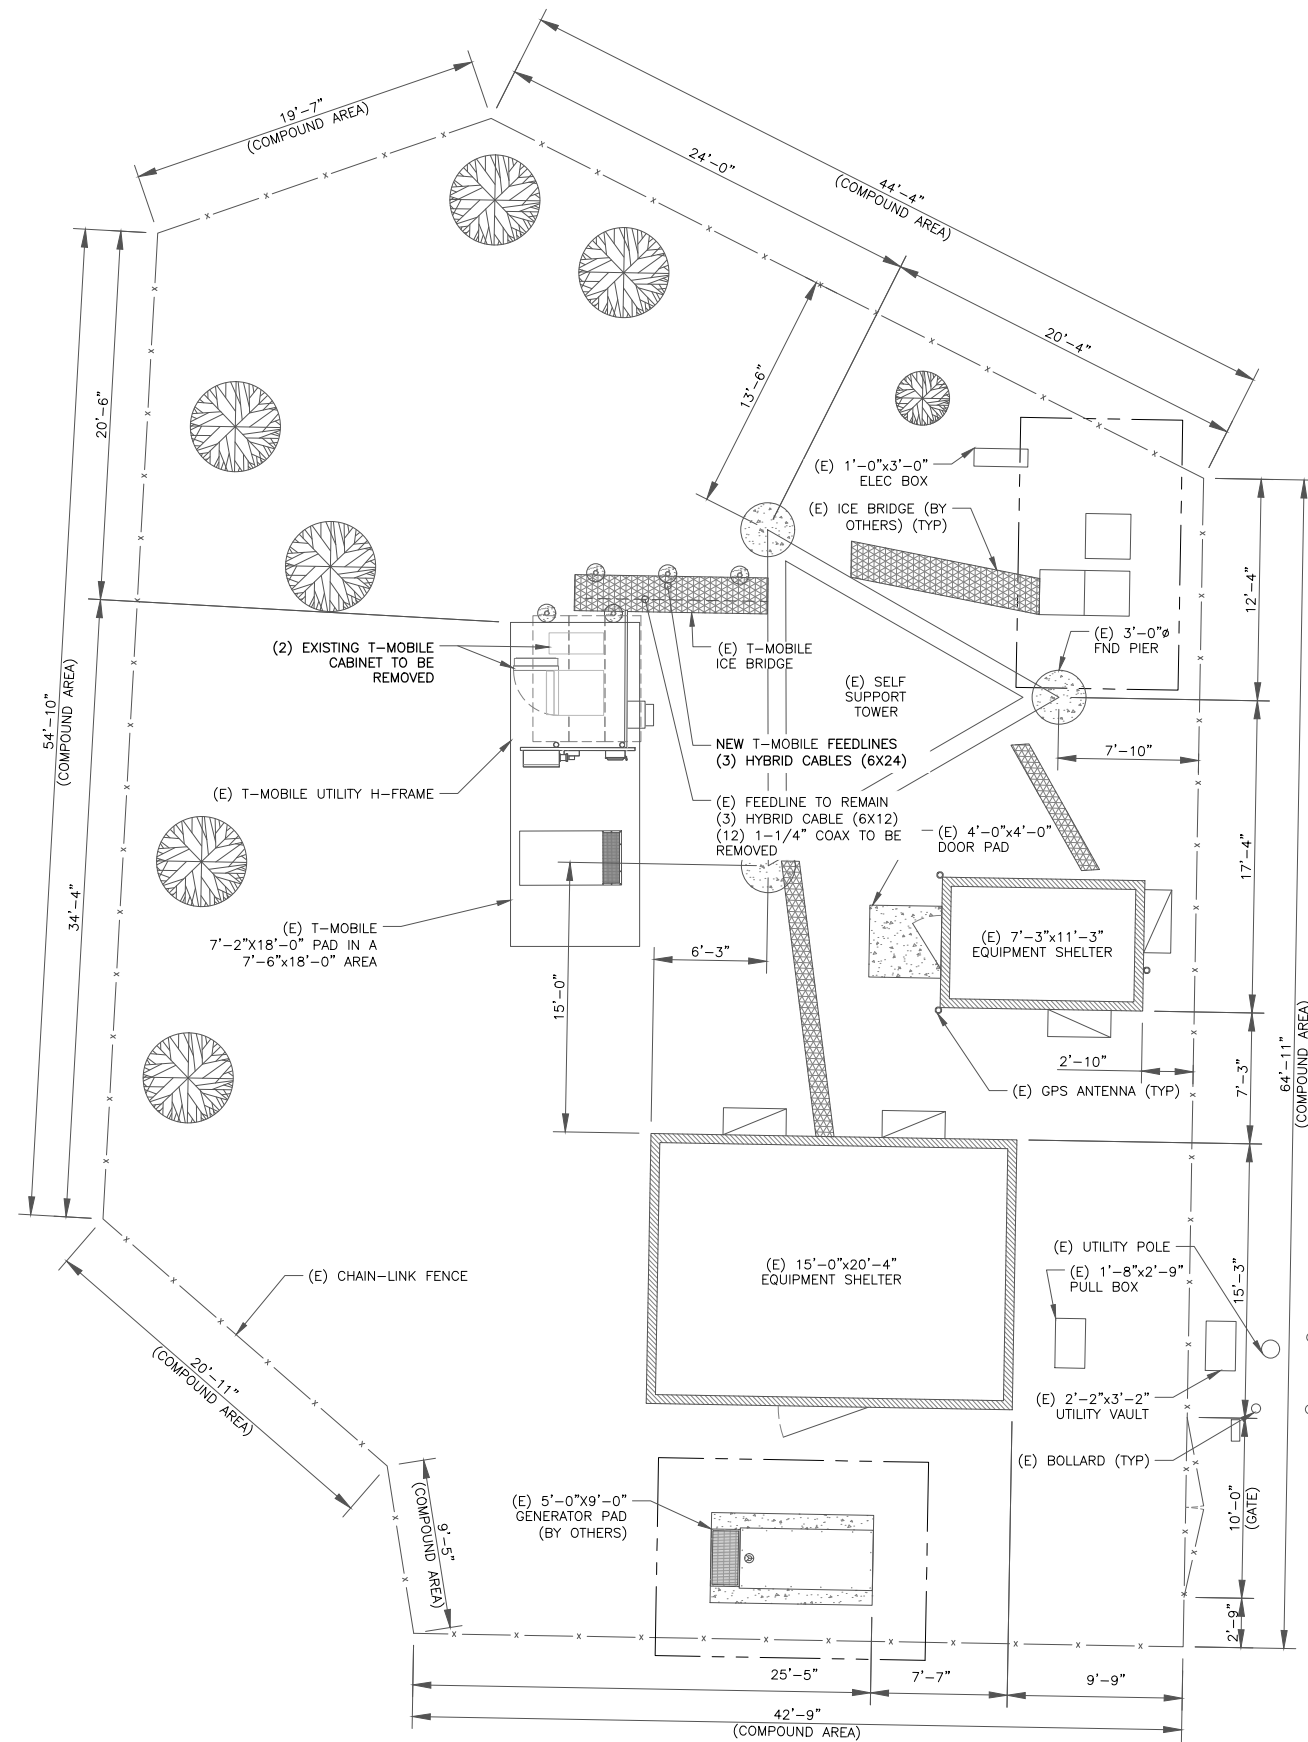 19'-7"
(COMPOUND AREA)
24'-0"
44'-4"
(COMPOUND AREA)
20'-4"
13'-6"
20'-6"
54'-10"
(COMPOUND AREA)
34'-4"
(E) 1'-0"x3'-0"
ELEC BOX
(E) ICE BRIDGE (BY
OTHERS) (TYP)
12'-4"
(E) 3'-0"ø
FND PIER
(2) EXISTING T-MOBILE
CABINET TO BE
REMOVED
(E) T-MOBILE
ICE BRIDGE
(E) SELF
SUPPORT
TOWER
NEW T-MOBILE FEEDLINES
(3) HYBRID CABLES (6X24)
7'-10"
(E) T-MOBILE UTILITY H-FRAME
(E) FEEDLINE TO REMAIN
(3) HYBRID CABLE (6X12)
(12) 1-1/4" COAX TO BE
REMOVED
(E) 4'-0"x4'-0"
DOOR PAD
17'-4"
(E) T-MOBILE
7'-2"X18'-0" PAD IN A
7'-6"x18'-0" AREA
6'-3"
(E) 7'-3"x11'-3"
EQUIPMENT SHELTER
15'-0"
2'-10"
(E) GPS ANTENNA (TYP)
7'-3"
64'-11"
(COMPOUND AREA)
(E) UTILITY POLE
(E) 15'-0"x20'-4"
EQUIPMENT SHELTER
(E) 1'-8"x2'-9"
PULL BOX
15'-3"
(E) CHAIN-LINK FENCE
20'-11"
(COMPOUND AREA)
(E) 2'-2"x3'-2"
UTILITY VAULT
(E) BOLLARD (TYP)
9'-5"
(COMPOUND AREA)
(E) 5'-0"X9'-0"
GENERATOR PAD
(BY OTHERS)
10'-0"
(GATE)
2'-9"
25'-5"
7'-7"
9'-9"
42'-9"
(COMPOUND AREA)